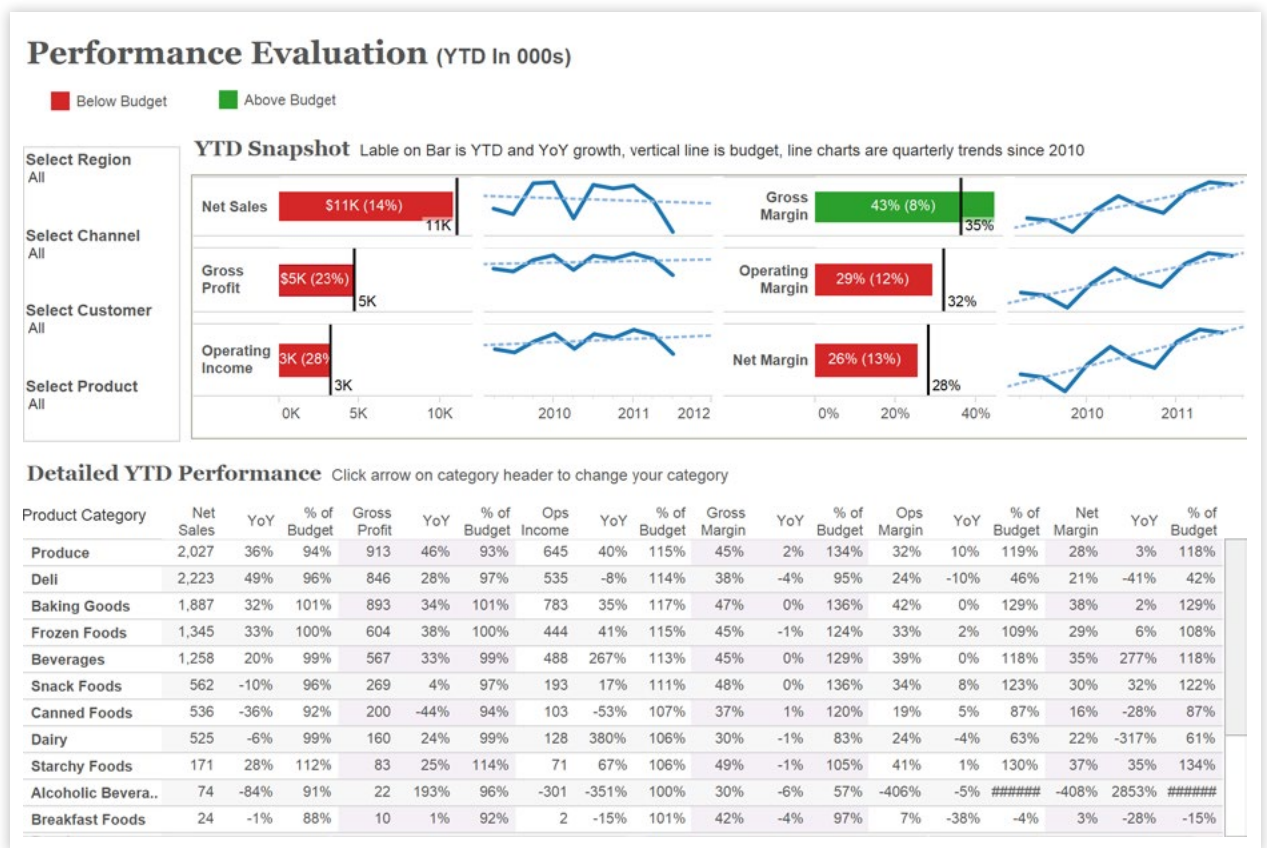 Performance Evaluation (YTD In 000s)
Below Budget Above Budget
YTD Snapshot Lable on Bar is YTD and YoY growth, vertical line is budget, line charts are quarterly trends since 2010
Select Region
All
Select Channel
All
Select Customer
All
Select Product
All
Net Sales $11K (14%) 11K
Gross Profit $5K (23%) 5K
Operating Income 3K (28% 3K
0K 5K 10K
2010 2011 2012
Gross Margin 43% (8%) 35%
Operating Margin 29% (12%) 32%
Net Margin 26% (13%) 28%
0% 20% 40%
2010 2011
Detailed YTD Performance Click arrow on category header to change your category
Product Category Net Sales YoY % of Budget Gross Profit YoY % of Budget Ops Income YoY % of Budget Gross Margin YoY % of Budget Ops Margin YoY % of Budget Net Margin YoY % of Budget
Produce 2,027 36% 94% 913 46% 93% 645 40% 115% 45% 2% 134% 32% 10% 119% 28% 3% 118%
Deli 2,223 49% 96% 846 28% 97% 535 -8% 114% 38% -4% 95% 24% -10% 46% 21% -41% 42%
Baking Goods 1,887 32% 101% 893 34% 101% 783 35% 117% 47% 0% 136% 42% 0% 129% 38% 2% 129%
Frozen Foods 1,345 33% 100% 604 38% 100% 444 41% 115% 45% -1% 124% 33% 2% 109% 29% 6% 108%
Beverages 1,258 20% 99% 567 33% 99% 488 267% 113% 45% 0% 129% 39% 0% 118% 35% 277% 118%
Snack Foods 562 -10% 96% 269 4% 97% 193 17% 111% 48% 0% 136% 34% 8% 123% 30% 32% 122%
Canned Foods 536 -36% 92% 200 -44% 94% 103 -53% 107% 37% 1% 120% 19% 5% 87% 16% -28% 87%
Dairy 525 -6% 99% 160 24% 99% 128 380% 106% 30% -1% 83% 24% -4% 63% 22% -317% 61%
Starchy Foods 171 28% 112% 83 25% 114% 71 67% 106% 49% -1% 105% 41% 1% 130% 37% 35% 134%
Alcoholic Bevera.. 74 -84% 91% 22 193% 96% -301 -351% 100% 30% -6% 57% -406% -5% ###### -408% 2853% ######
Breakfast Foods 24 -1% 88% 10 1% 92% 2 -15% 101% 42% -4% 97% 7% -38% -4% 3% -28% -15%